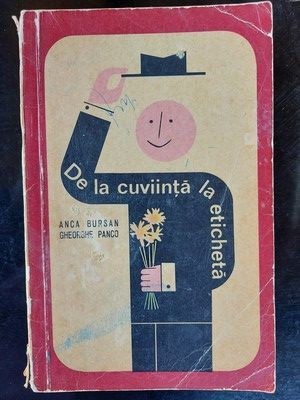 De la cuviință la etichetă
ANCA BURSAN
GHEORGHE PANCO